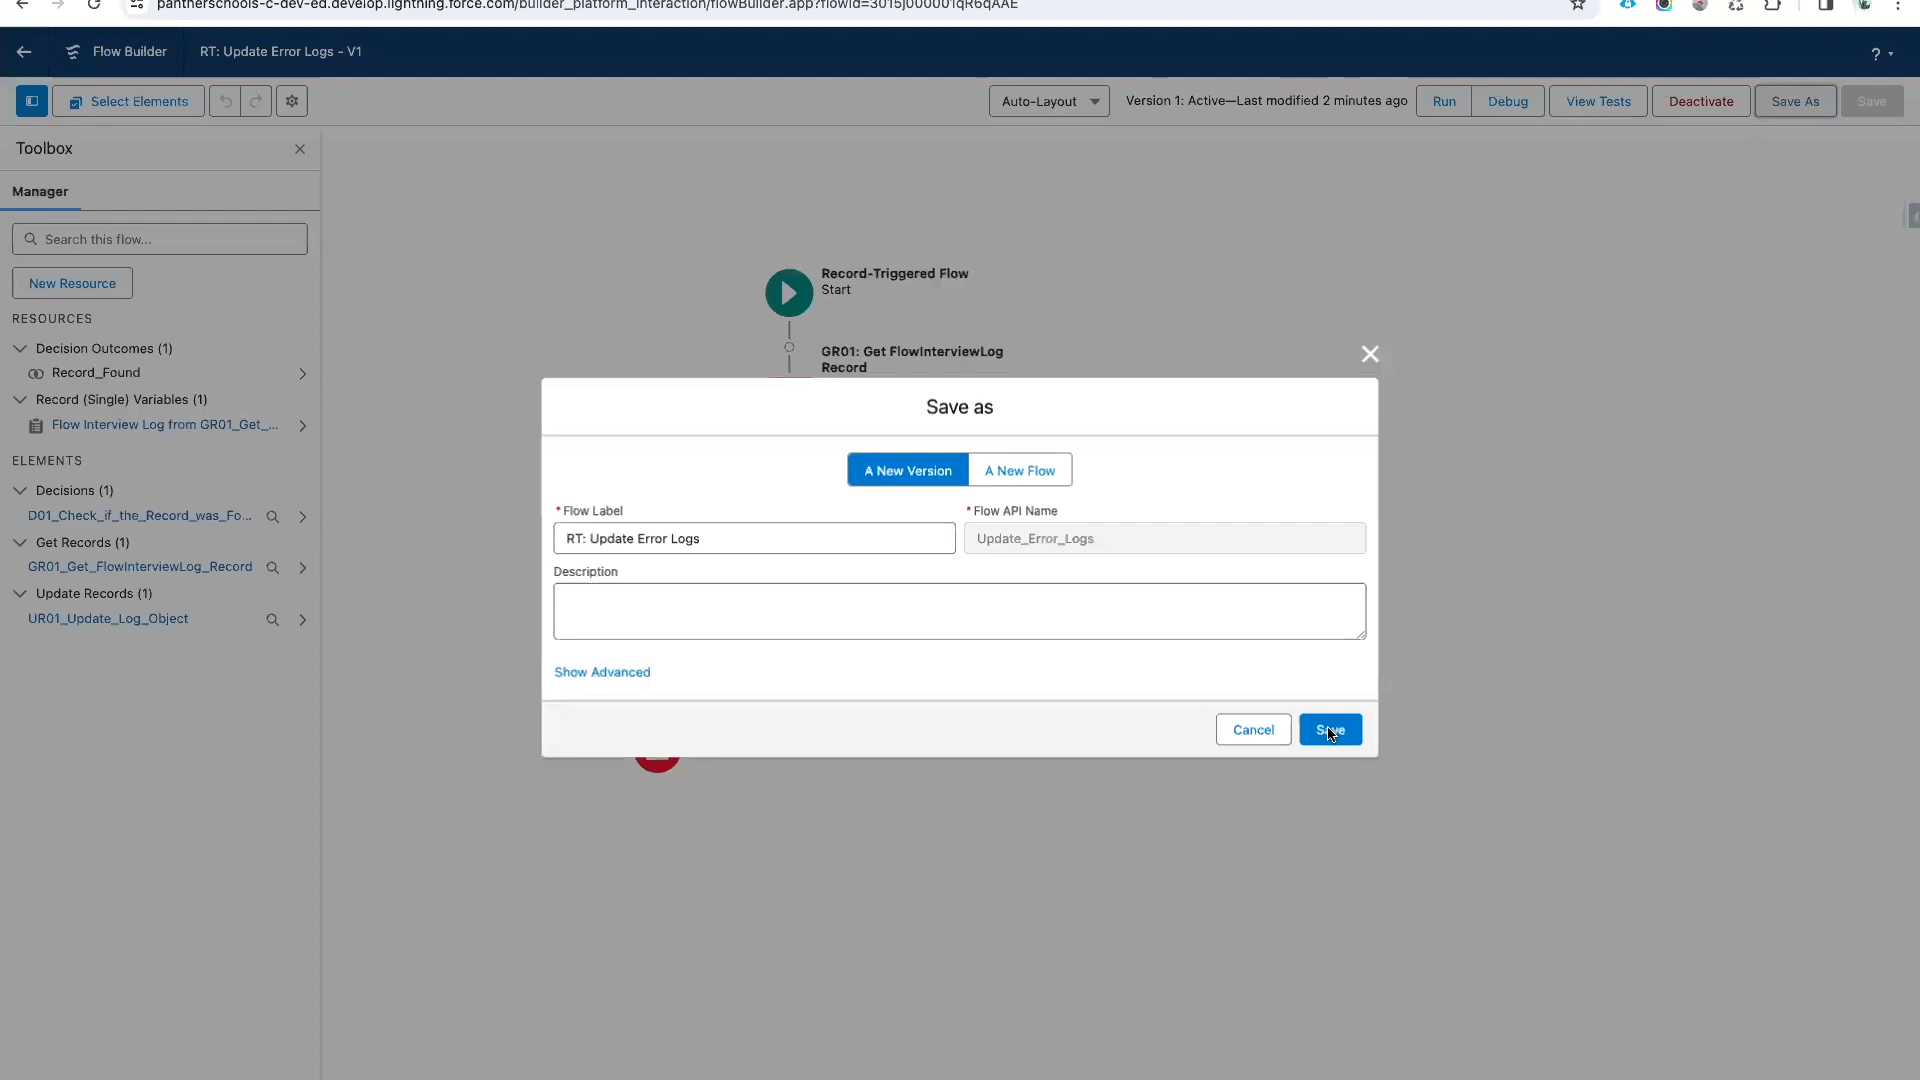 pantherschools-c-dev-ed.develop.lightning.force.com/builder_platform_interaction/flowBuilder.app?flowId=3015j000001qR6qAAE
Flow Builder
RT: Update Error Logs - V1
?
Select Elements
Auto-Layout
Version 1: Active—Last modified 2 minutes ago
Run
Debug
View Tests
Deactivate
Save As
Save
Toolbox
Manager
Search this flow...
New Resource
RESOURCES
Decision Outcomes (1)
Record_Found
Record (Single) Variables (1)
Flow Interview Log from GR01_Get_...
ELEMENTS
Decisions (1)
D01_Check_if_the_Record_was_Fo...
Get Records (1)
GR01_Get_FlowInterviewLog_Record
Update Records (1)
UR01_Update_Log_Object
Record-Triggered Flow
Start
GR01: Get FlowInterviewLog
Record
Save as
A New Version
A New Flow
* Flow Label
RT: Update Error Logs
* Flow API Name
Update_Error_Logs
Description
Show Advanced
Cancel
Save